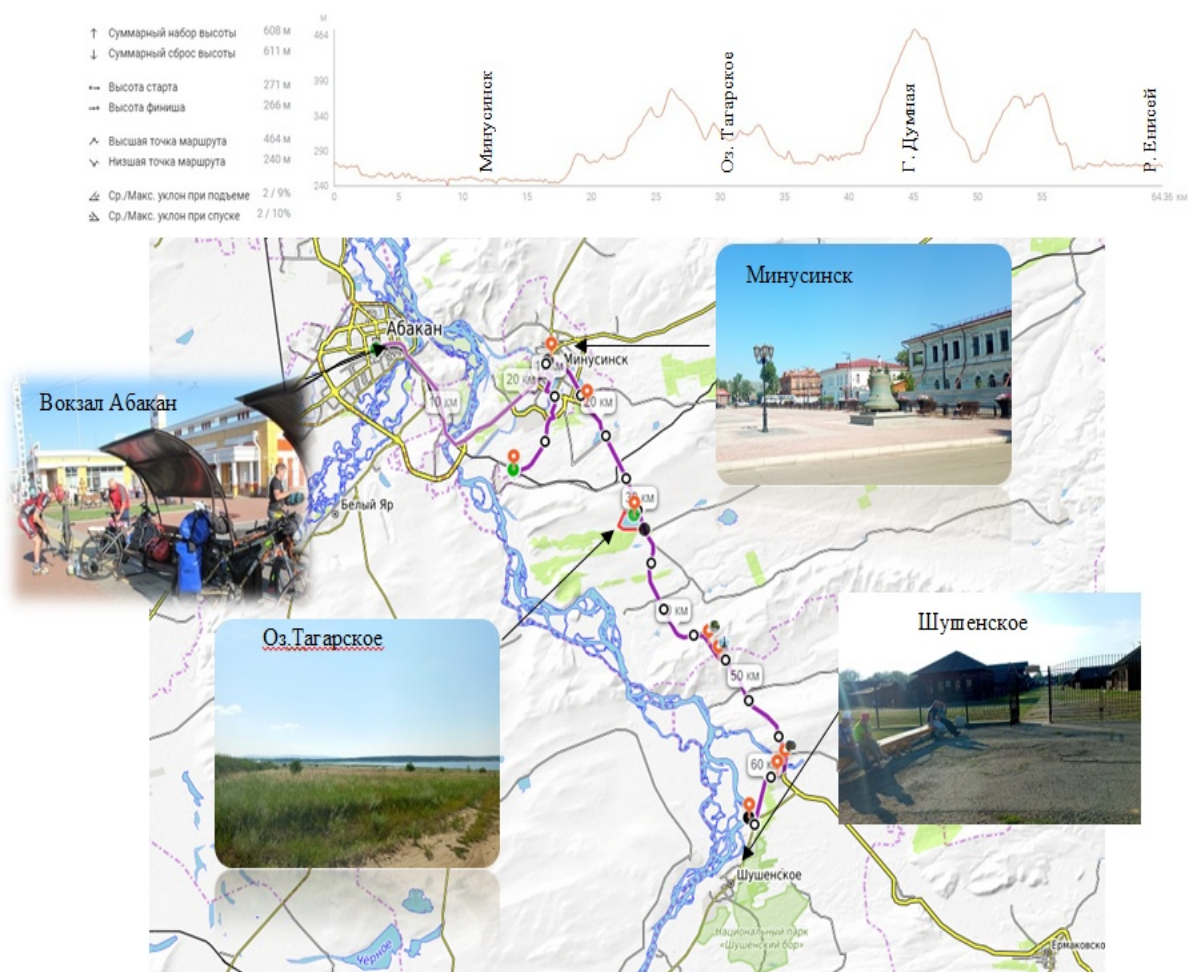 м
↑ Суммарный набор высоты 608 м
↓ Суммарный сброс высоты 611 м
Высота старта 271 м
Высота финиша 266 м
Высшая точка маршрута 464 м
Низшая точка маршрута 240 м
Ср./Макс. уклон при подъеме 2 / 9%
Ср./Макс. уклон при спуске 2 / 10%
464
390
340
290
240
Минусинск
Оз. Тагарское
Г. Думная
Р. Енисей
0 5 10 15 20 25 30 35 40 45 50 55 64.36 км
Минусинск
Абакан
Минусинск
20 км
10 км
20 км
Вокзал Абакан
Белый Яр
км
км
Оз.Тагарское
Шушенское
50 км
60 к
Шушенское
Национальный парк
«Шушенский бор»
Чёрное
Ермаковско